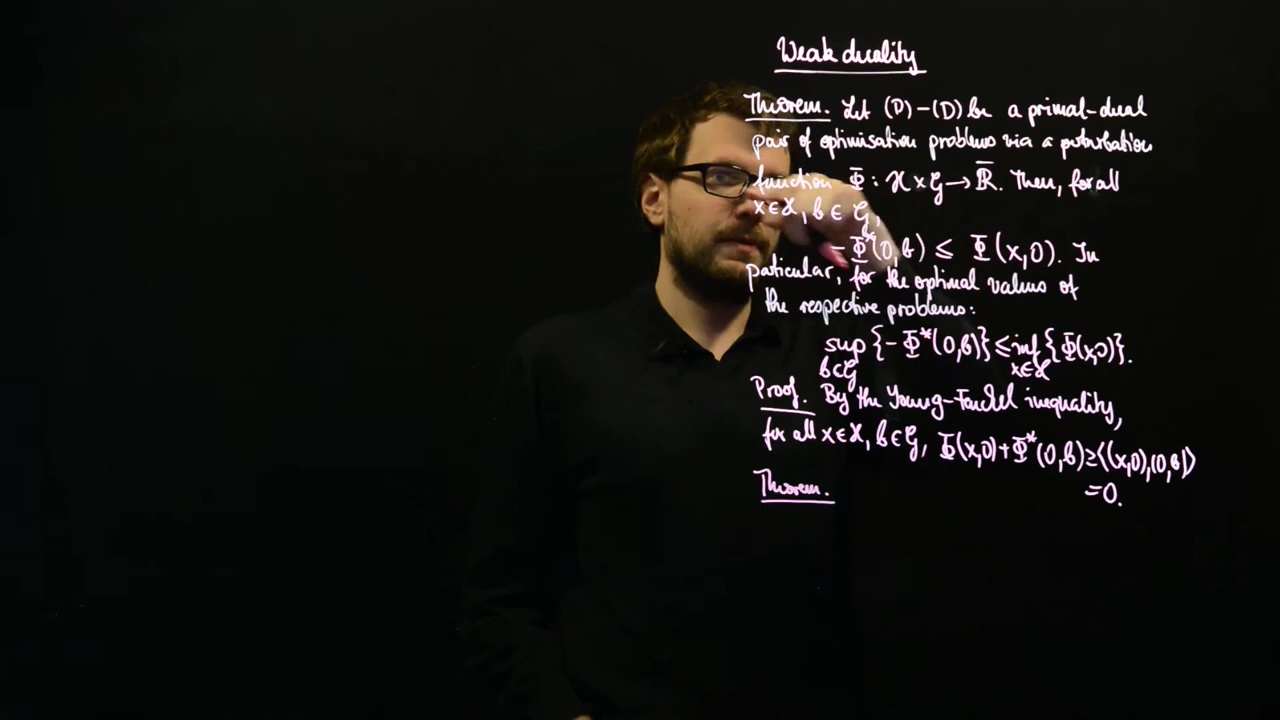 Weak duality
Theorem. Let (P)-(D) be a primal-dual
pair of optimisation problems via a perturbation
function Φ : H × G → R̅. Then, for all
x ∈ H, b ∈ G,
- Φ*(0,b) ≤ Φ(x,0). In
particular, for the optimal values of
the respective problems:
sup_{b∈G} {-Φ*(0,b)} ≤ inf_{x∈H} {Φ(x,0)}.
Proof. By the Young-Fenchel inequality,
for all x ∈ H, b ∈ G, Φ(x,0)+Φ*(0,b) ≥ ⟨(x,0),(0,b)⟩
=0.
Theorem.